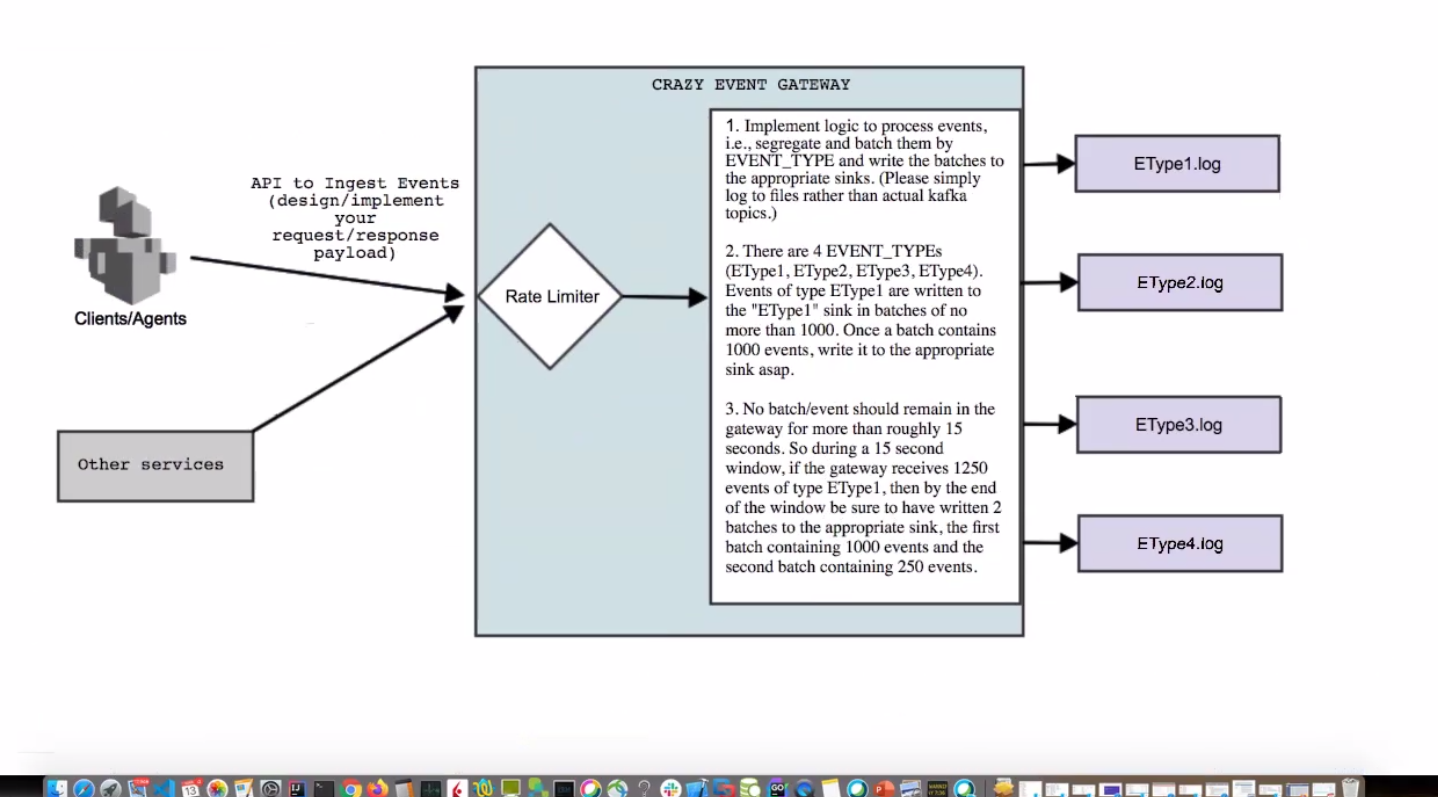 CRAZY EVENT GATEWAY
1. Implement logic to process events,
i.e., segregate and batch them by
EVENT_TYPE and write the batches to
the appropriate sinks. (Please simply
log to files rather than actual kafka
topics.)
2. There are 4 EVENT_TYPEs
(EType1, EType2, EType3, EType4).
Events of type EType1 are written to
the "EType1" sink in batches of no
more than 1000. Once a batch contains
1000 events, write it to the appropriate
sink asap.
3. No batch/event should remain in the
gateway for more than roughly 15
seconds. So during a 15 second
window, if the gateway receives 1250
events of type EType1, then by the end
of the window be sure to have written 2
batches to the appropriate sink, the first
batch containing 1000 events and the
second batch containing 250 events.
API to Ingest Events
(design/implement
your
request/response
payload)
Clients/Agents
Rate Limiter
Other services
EType1.log
EType2.log
EType3.log
EType4.log
13
GO